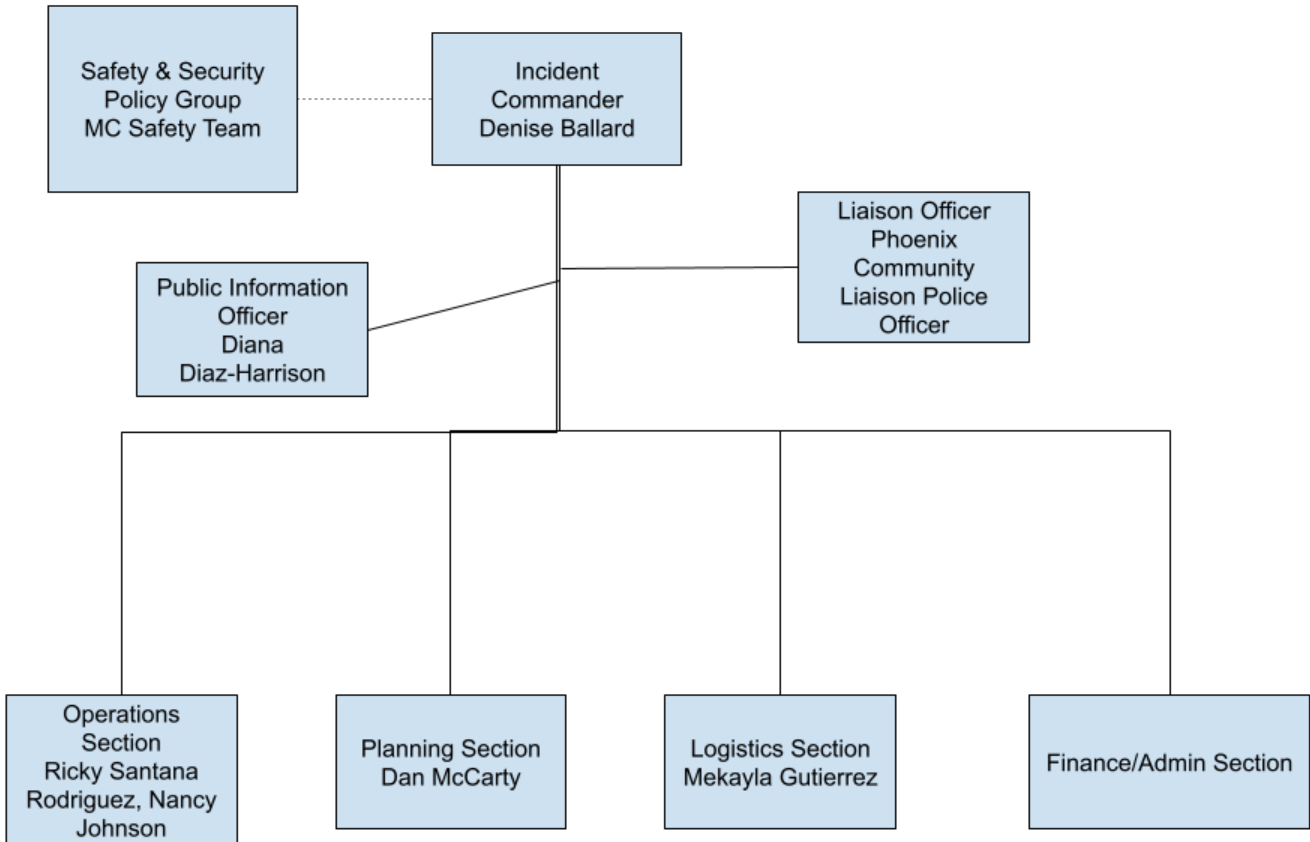 Safety & Security
Policy Group
MC Safety Team
Incident
Commander
Denise Ballard
Liaison Officer
Phoenix
Community
Liaison Police
Officer
Public Information
Officer
Diana
Diaz-Harrison
Operations
Section
Ricky Santana
Rodriguez, Nancy
Johnson
Planning Section
Dan McCarty
Logistics Section
Mekayla Gutierrez
Finance/Admin Section